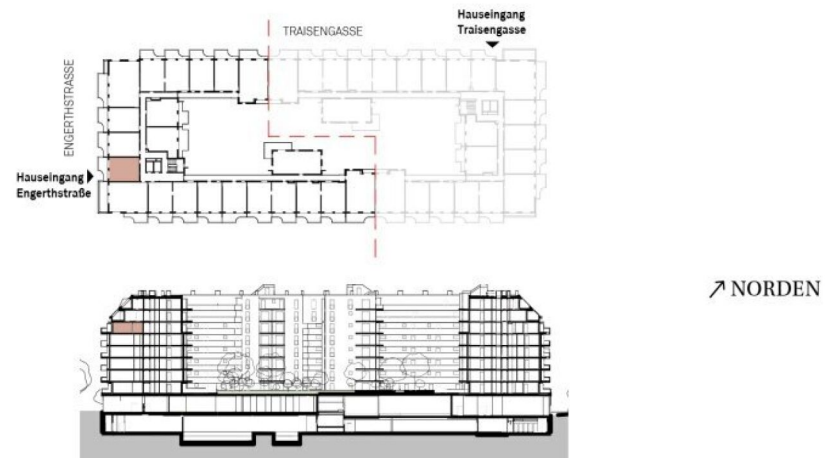 Hauseingang
Traisengasse
TRAISENGASSE
ENGERTHSTRASSE
Hauseingang
Engerthstraße
↗ NORDEN